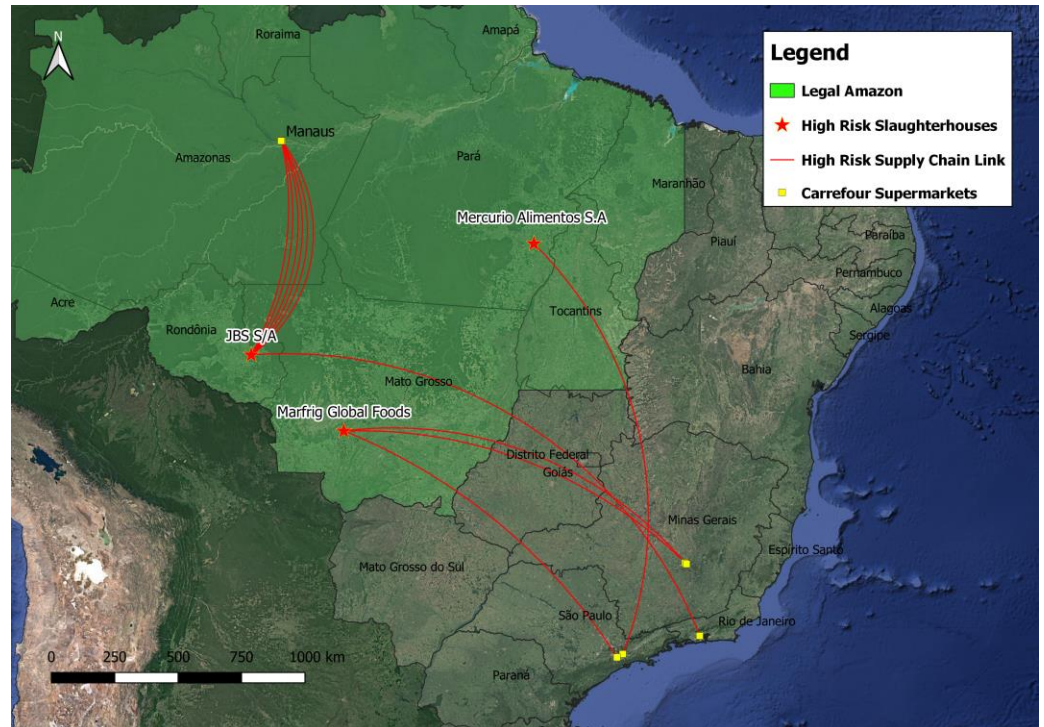 N
Roraima
Amapá
Legend
Legal Amazon
High Risk Slaughterhouses
High Risk Supply Chain Link
Carrefour Supermarkets
Manaus
Amazonas
Pará
Maranhão
Mercurio Alimentos S.A
Piauí
Paraíba
Pernambuco
Alagoas
Sergipe
Acre
Rondônia
Tocantins
JBS S/A
Bahia
Mato Grosso
Marfrig Global Foods
Distrito Federal
Goiás
Minas Gerais
Espírito Santo
Mato Grosso do Sul
São Paulo
Rio de Janeiro
Paraná
0 250 500 750 1000 km